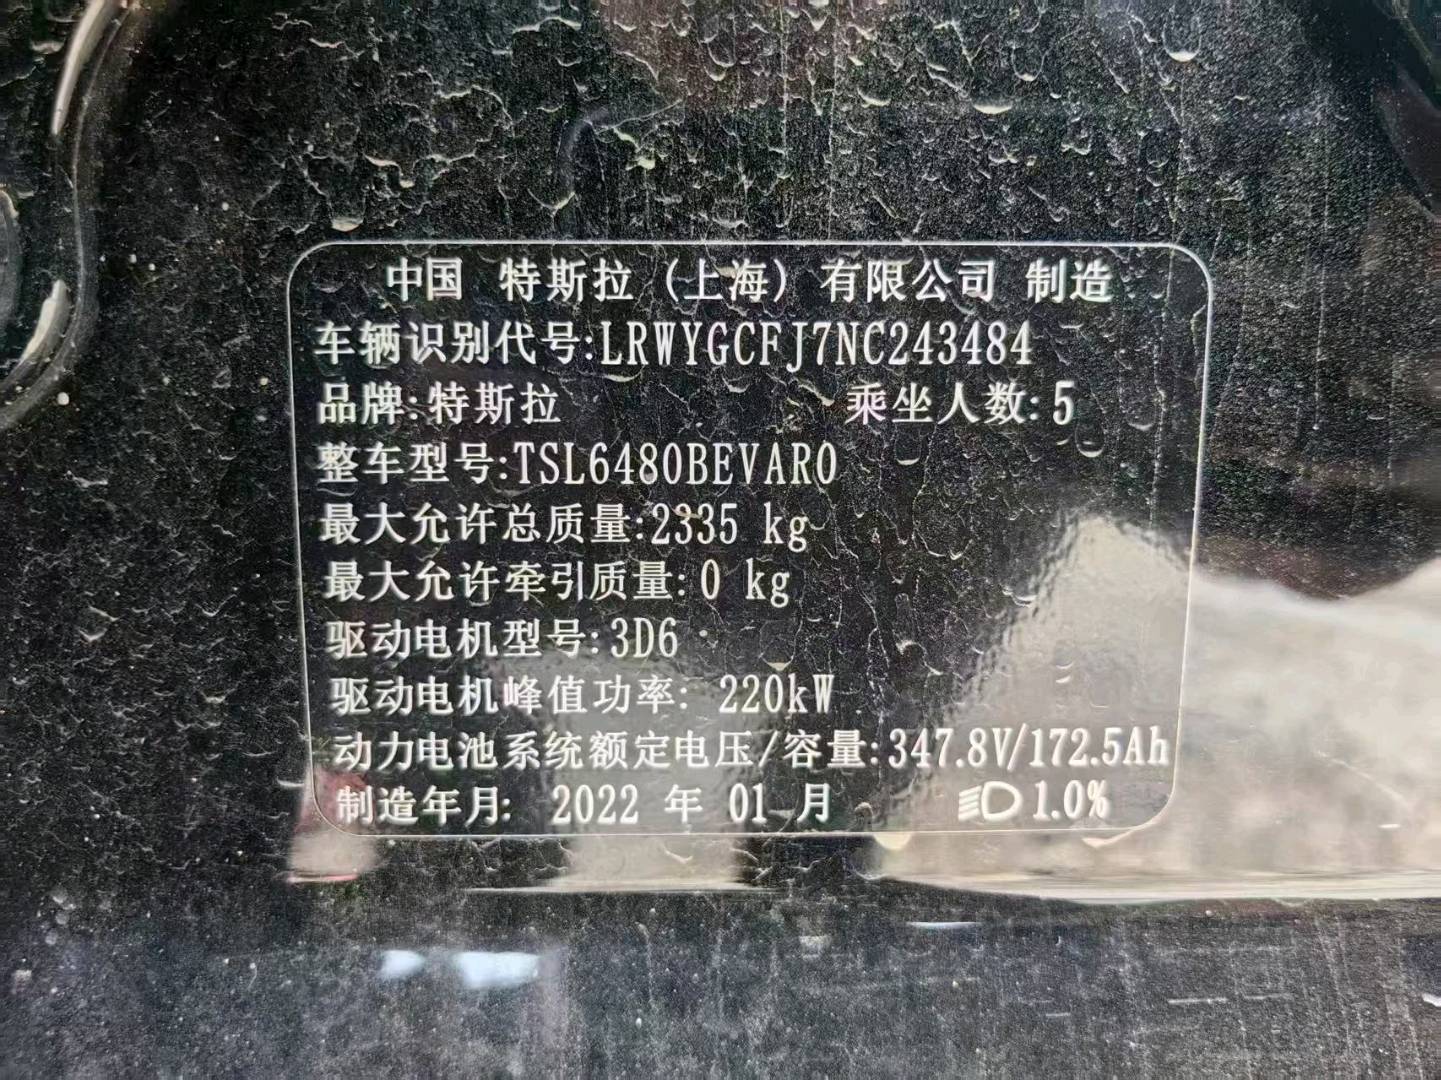 中国 特斯拉 (上海) 有限公司 制造
车辆识别代号:LRWYGCFJ7NC243484
品牌:特斯拉 乘坐人数:5
整车型号:TSL6480BEVAR0
最大允许总质量:2335 kg
最大允许牵引质量:0 kg
驱动电机型号:3D6
驱动电机峰值功率: 220kW
动力电池系统额定电压/容量:347.8V/172.5Ah
制造年月: 2022 年 01 月 1.0%